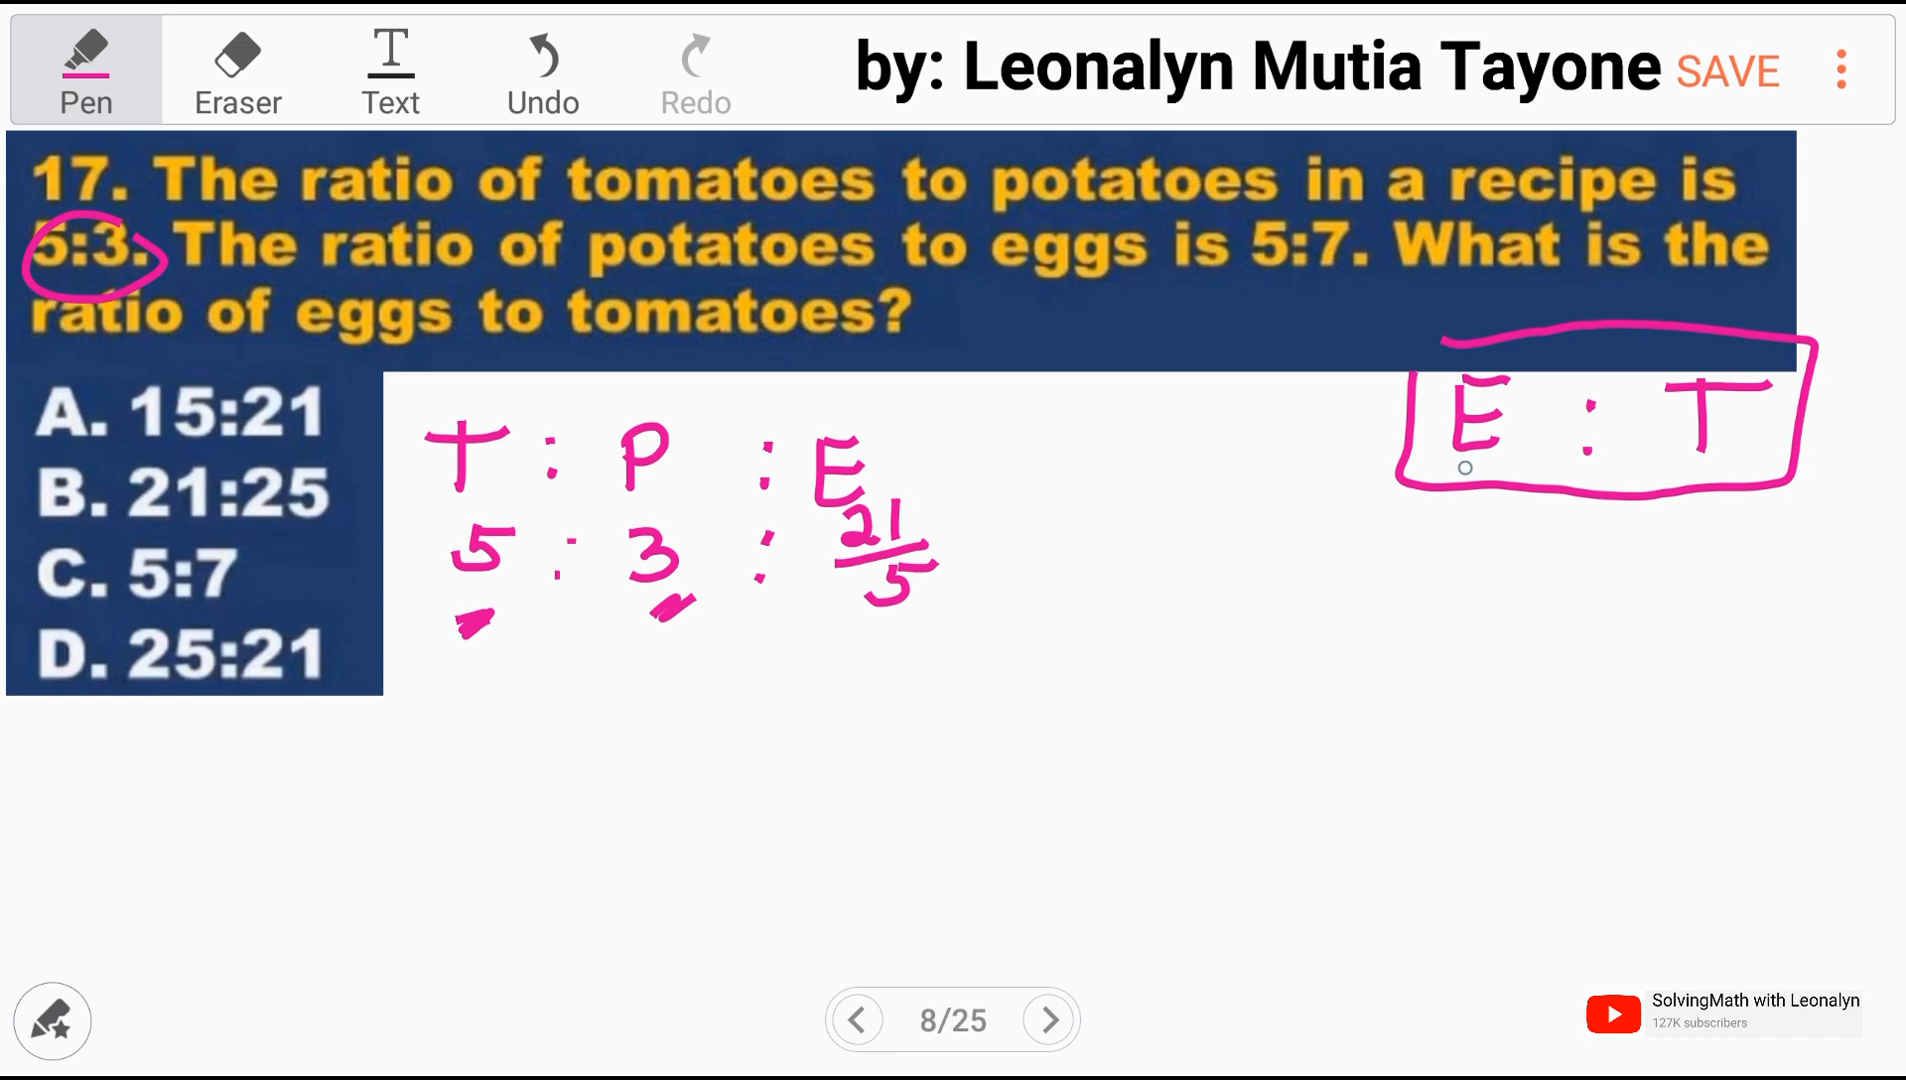 Pen Eraser Text Undo Redo by: Leonalyn Mutia Tayone SAVE
17. The ratio of tomatoes to potatoes in a recipe is
5:3. The ratio of potatoes to eggs is 5:7. What is the
ratio of eggs to tomatoes?
A. 15:21
B. 21:25
C. 5:7
D. 25:21
E : T
T : P : E
5 : 3 : 21/5
8/25
SolvingMath with Leonalyn
127K subscribers